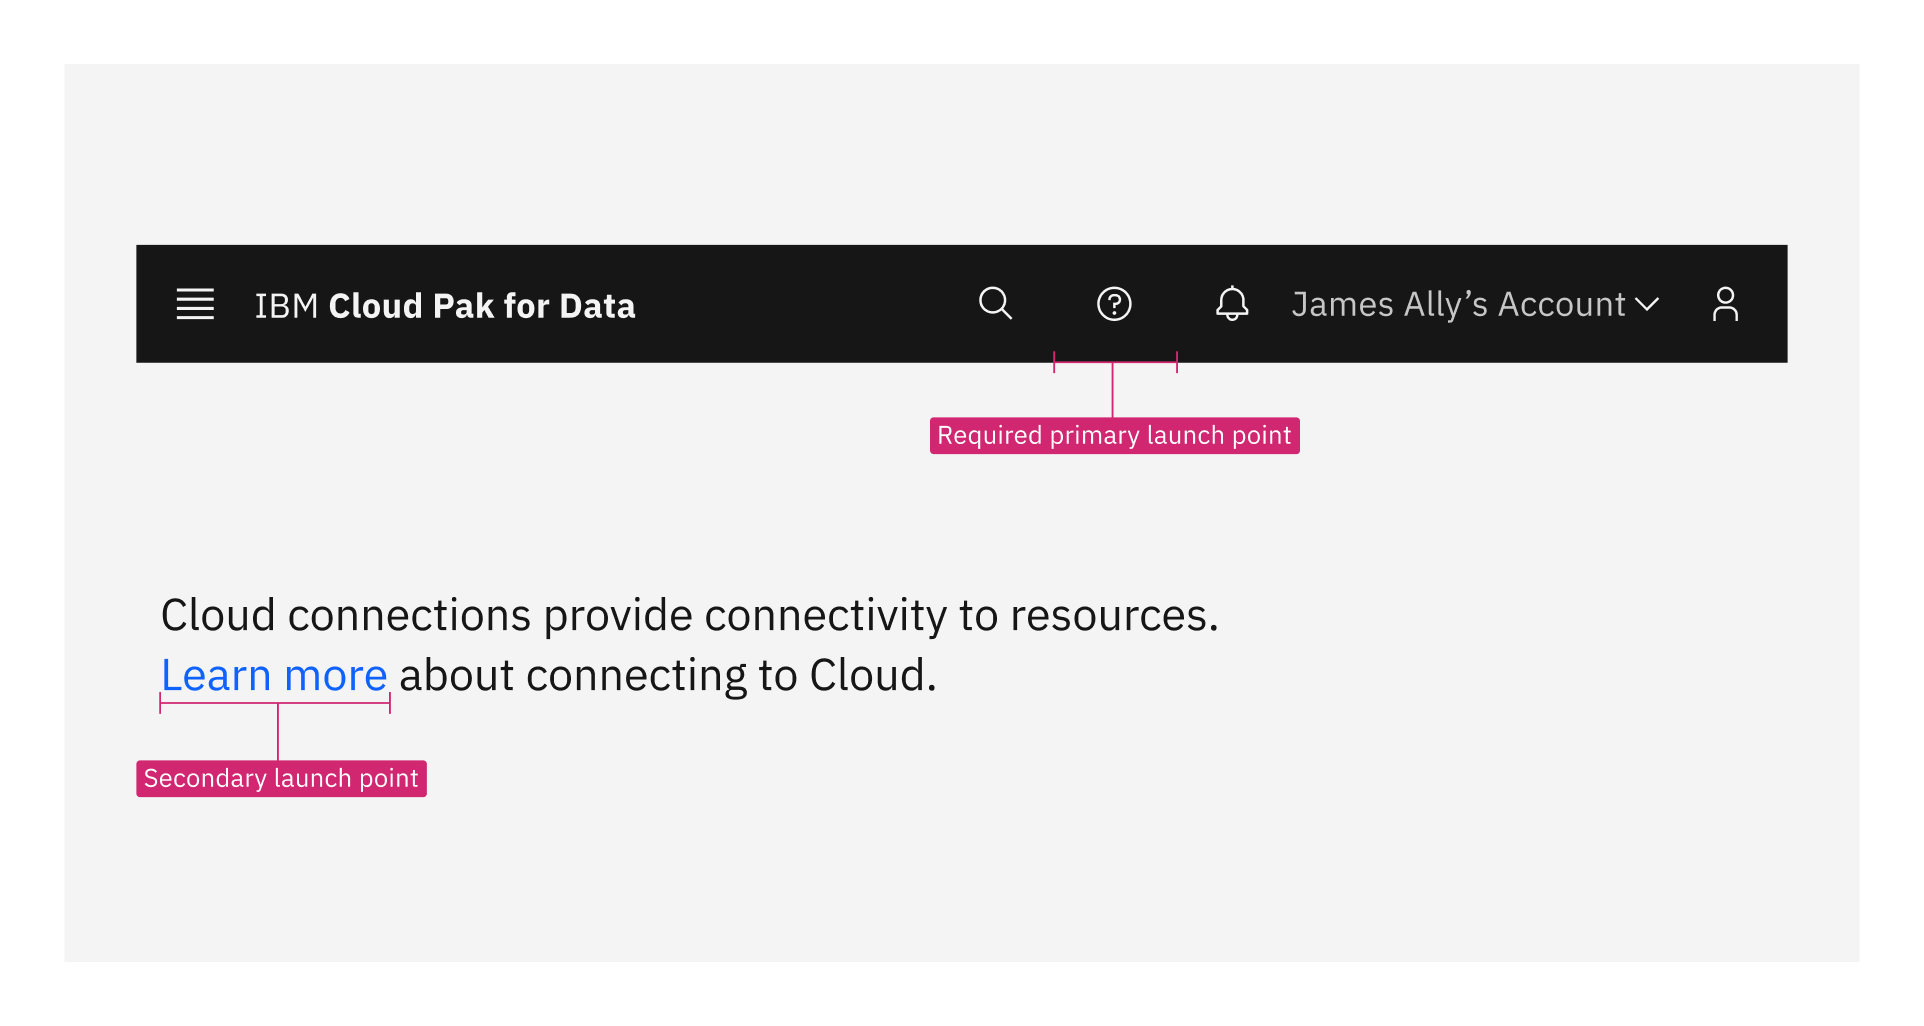 IBM Cloud Pak for Data
James Ally’s Account
Required primary launch point
Cloud connections provide connectivity to resources.
Learn more about connecting to Cloud.
Secondary launch point